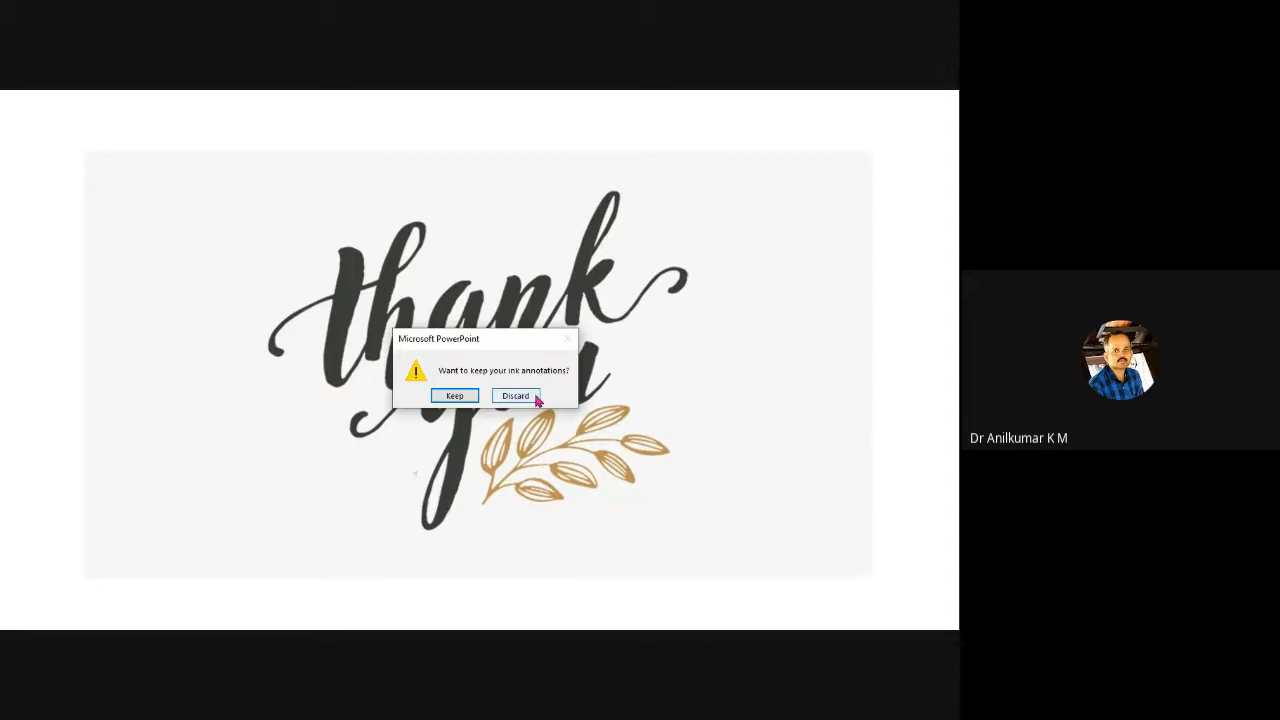 thank
you
Microsoft PowerPoint
Want to keep your ink annotations?
Keep
Discard
Dr Anilkumar K M